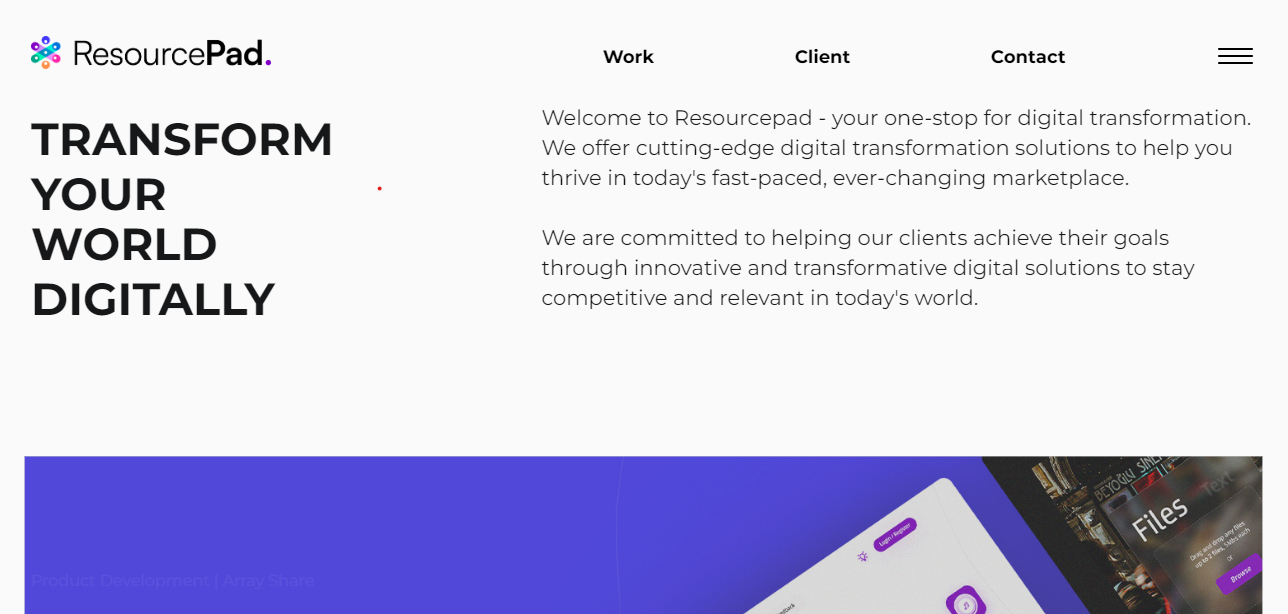 ResourcePad.
Work
Client
Contact
TRANSFORM
YOUR
WORLD
DIGITALLY
Welcome to Resourcepad - your one-stop for digital transformation.
We offer cutting-edge digital transformation solutions to help you
thrive in today's fast-paced, ever-changing marketplace.
We are committed to helping our clients achieve their goals
through innovative and transformative digital solutions to stay
competitive and relevant in today's world.
Product Development | Array Share
Login / Register
BEYOĞLU
Files
Text
Drag and drop any files
up to 2 files, 5Mbs each
or
Browse